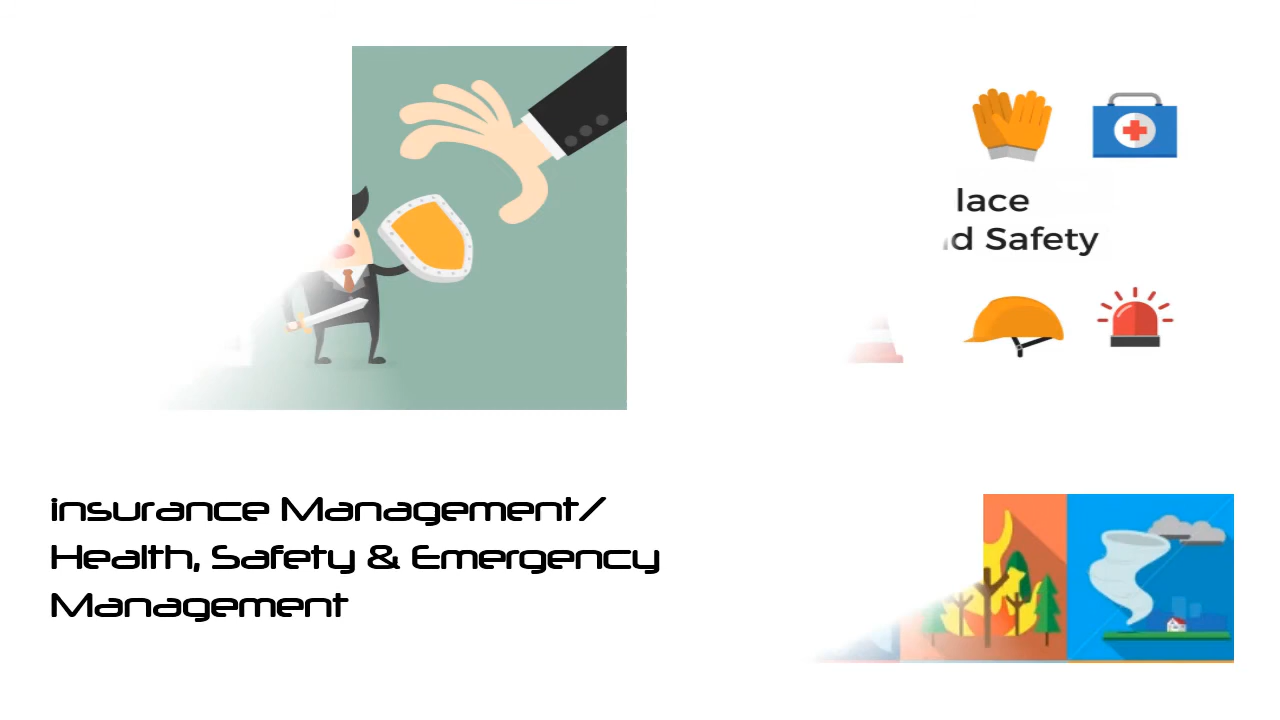 lace
d Safety
insurance Management/
Health, Safety & Emergency
Management